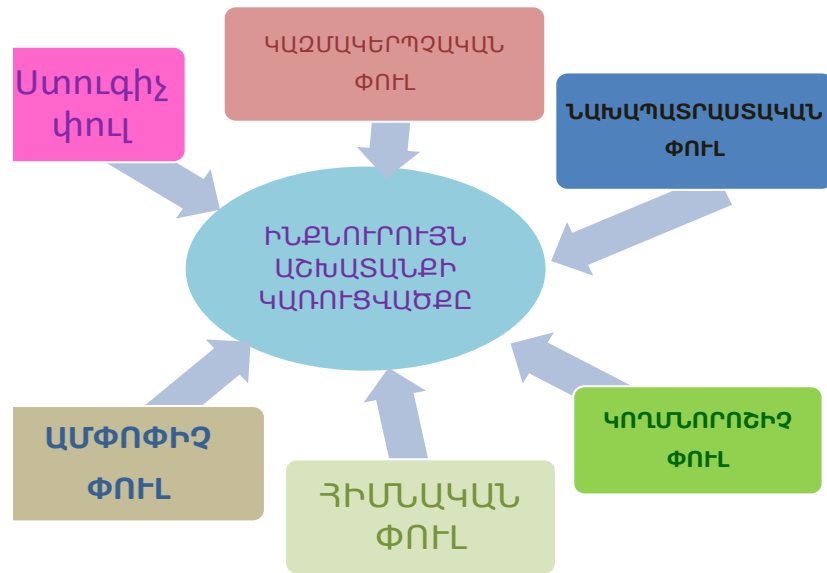 ԿԱԶՄԱԿԵՐՊՉԱԿԱՆ
ՓՈՒԼ
Ստուգիչ
փուլ
ՆԱԽԱՊԱՏՐԱՍՏԱԿԱՆ
ՓՈՒԼ
ԻՆՔՆՈՒՐՈՒՅՆ
ԱՇԽԱՏԱՆՔԻ
ԿԱՌՈՒՑՎԱԾՔԸ
ԱՄՓՈՓԻՉ
ՓՈՒԼ
ՀԻՄՆԱԿԱՆ
ՓՈՒԼ
ԿՈՂՄՆՈՐՈՇԻՉ
ՓՈՒԼ